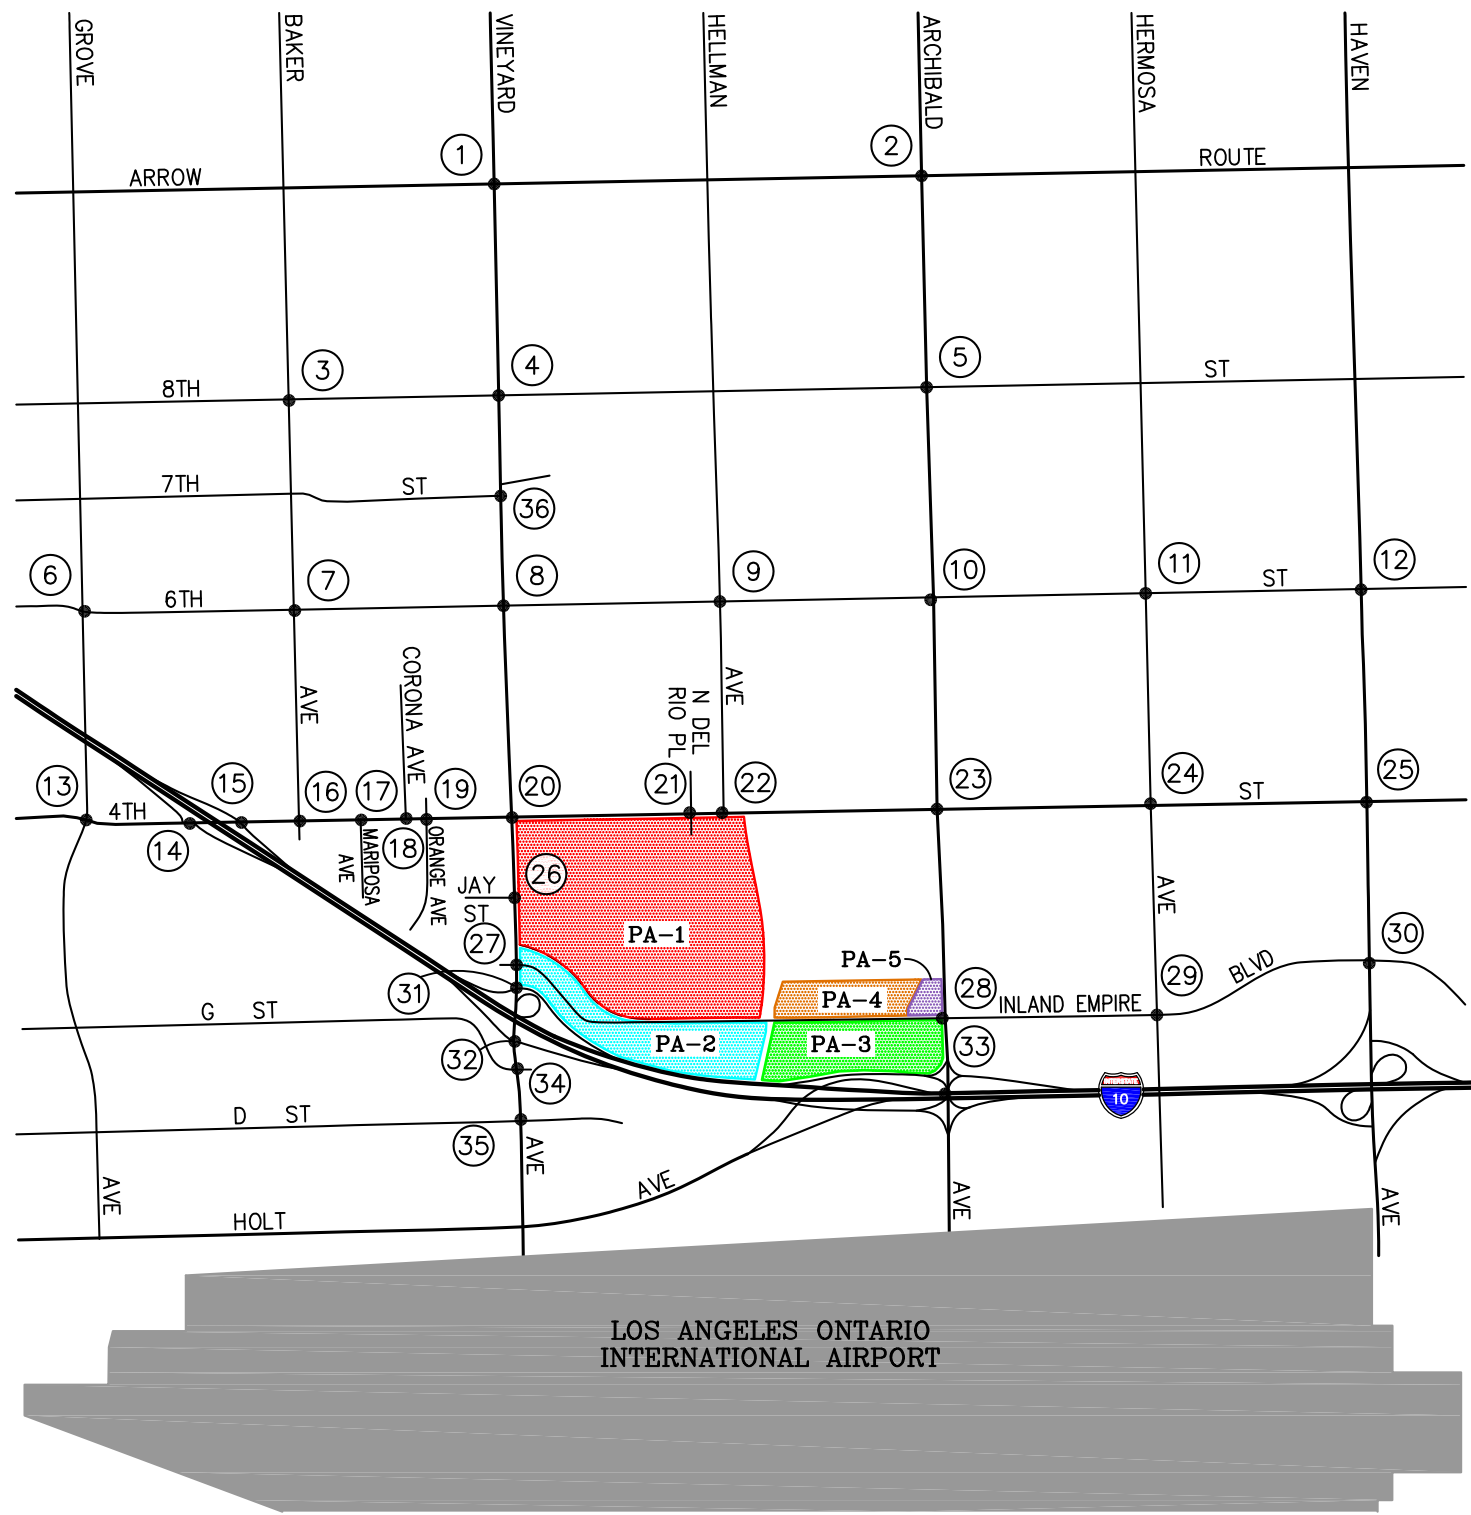 GROVE
BAKER
VINEYARD
HELLMAN
ARCHIBALD
HERMOSA
HAVEN
1
2
ARROW
ROUTE
3
4
5
8TH
ST
7TH
ST
36
6
7
8
9
10
11
12
6TH
ST
CORONA AVE
AVE
N DEL
RIO PL
AVE
13
15
16
17
19
20
21
22
23
24
25
4TH
ST
14
18
MARIPOSA
AVE
ORANGE AVE
JAY
ST
26
AVE
27
PA-1
30
PA-5
BLVD
31
PA-4
28
INLAND EMPIRE
29
G ST
32
PA-2
PA-3
33
34
INTERSTATE
10
D ST
35
AVE
AVE
AVE
AVE
AVE
HOLT
LOS ANGELES ONTARIO
INTERNATIONAL AIRPORT